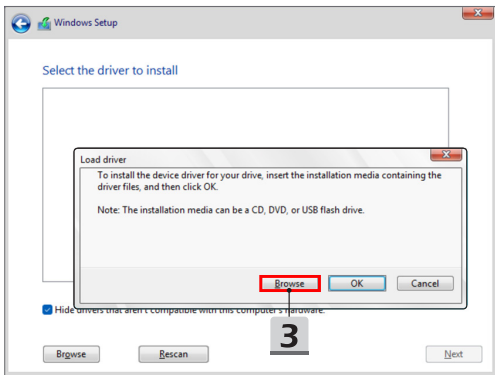 Windows Setup
Select the driver to install
Load driver
To install the device driver for your drive, insert the installation media containing the
driver files, and then click OK.
Note: The installation media can be a CD, DVD, or USB flash drive.
Browse OK Cancel
Hide drivers that aren't compatible with this computer's hardware.
3
Browse Rescan Next